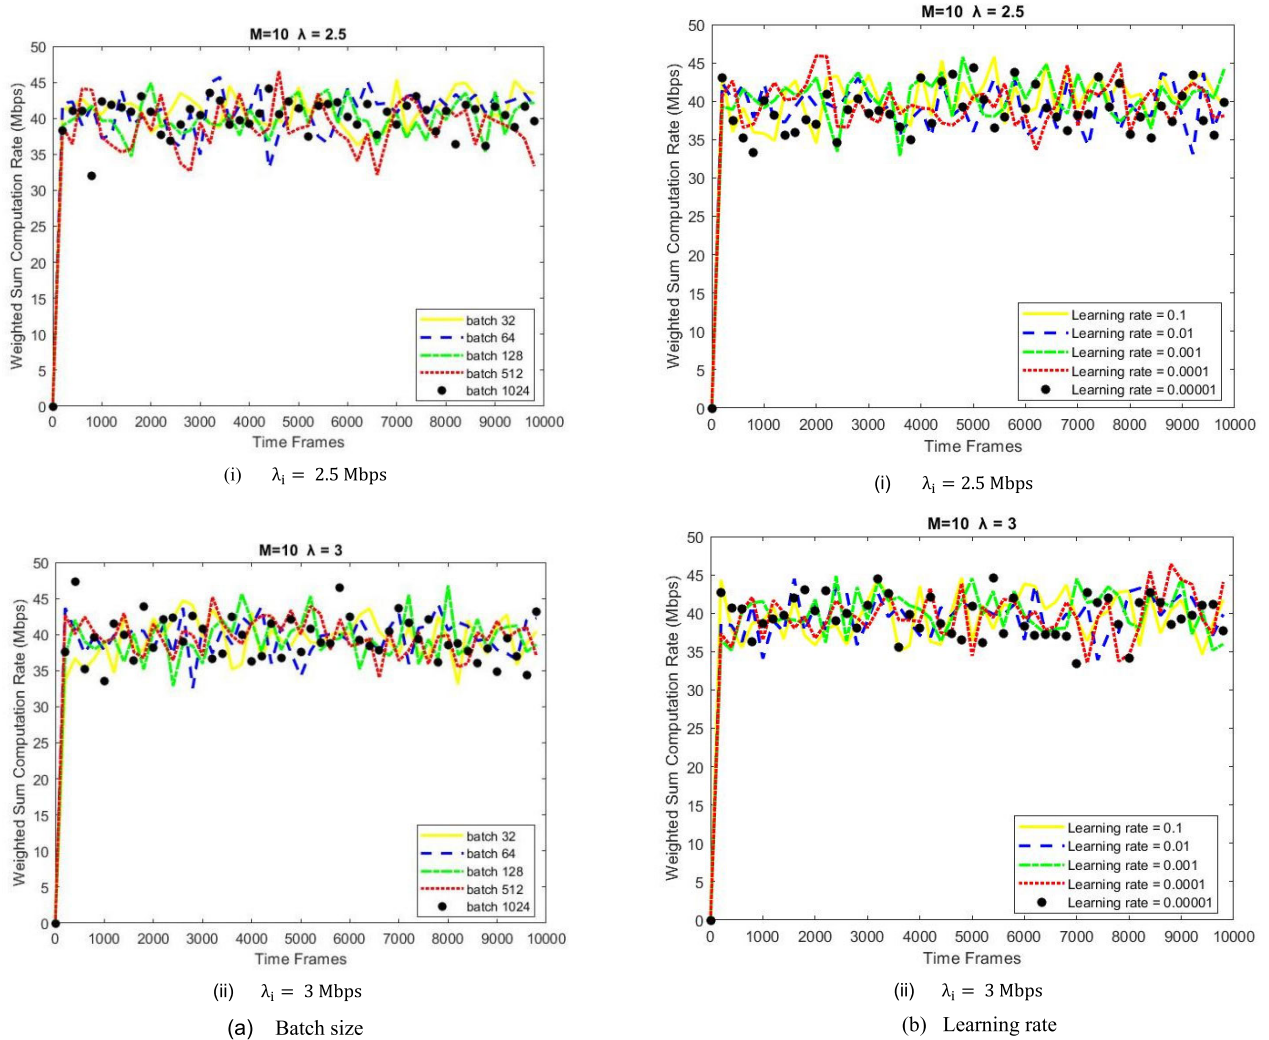 M=10 λ = 2.5
Weighted Sum Computation Rate (Mbps)
50
45
40
35
30
25
20
15
10
5
0
batch 32
batch 64
batch 128
batch 512
batch 1024
0 1000 2000 3000 4000 5000 6000 7000 8000 9000 10000
Time Frames
(i) λi = 2.5 Mbps
M=10 λ = 2.5
Weighted Sum Computation Rate (Mbps)
50
45
40
35
30
25
20
15
10
5
0
Learning rate = 0.1
Learning rate = 0.01
Learning rate = 0.001
Learning rate = 0.0001
Learning rate = 0.00001
0 1000 2000 3000 4000 5000 6000 7000 8000 9000 10000
Time Frames
(i) λi = 2.5 Mbps
M=10 λ = 3
Weighted Sum Computation Rate (Mbps)
50
45
40
35
30
25
20
15
10
5
0
batch 32
batch 64
batch 128
batch 512
batch 1024
0 1000 2000 3000 4000 5000 6000 7000 8000 9000 10000
Time Frames
(ii) λi = 3 Mbps
(a) Batch size
M=10 λ = 3
Weighted Sum Computation Rate (Mbps)
50
45
40
35
30
25
20
15
10
5
0
Learning rate = 0.1
Learning rate = 0.01
Learning rate = 0.001
Learning rate = 0.0001
Learning rate = 0.00001
0 1000 2000 3000 4000 5000 6000 7000 8000 9000 10000
Time Frames
(ii) λi = 3 Mbps
(b) Learning rate